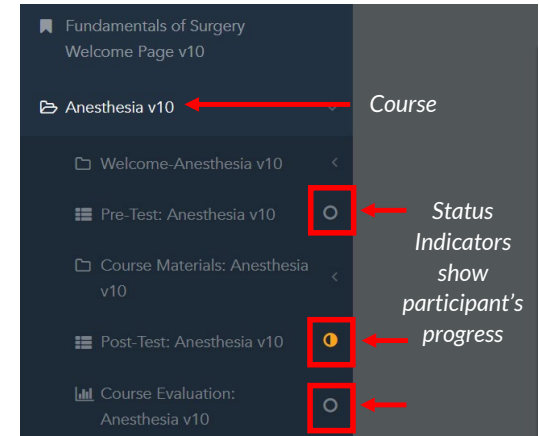 Fundamentals of Surgery
Welcome Page v10
Anesthesia v10
Course
Welcome-Anesthesia v10
Pre-Test: Anesthesia v10
Status
Indicators
show
participant's
progress
Course Materials: Anesthesia
v10
Post-Test: Anesthesia v10
Course Evaluation:
Anesthesia v10